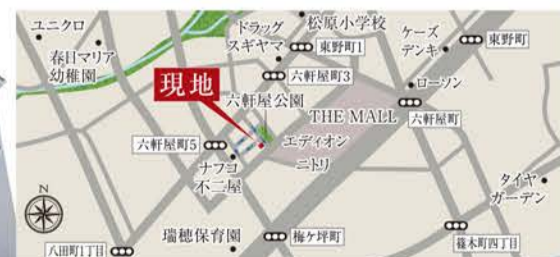 ユニクロ
春日マリア
幼稚園
ドラッグ
スギヤマ
松原小学校
東野町1
ケーズ
デンキ
東野町
六軒屋町3
現地
六軒屋公園
ローソン
THE MALL
六軒屋町
六軒屋町5
エディオン
ニトリ
ナフコ
不二屋
タイヤ
ガーデン
N
瑞穂保育園
梅ケ坪町
篠木町四丁目
八田町1丁目